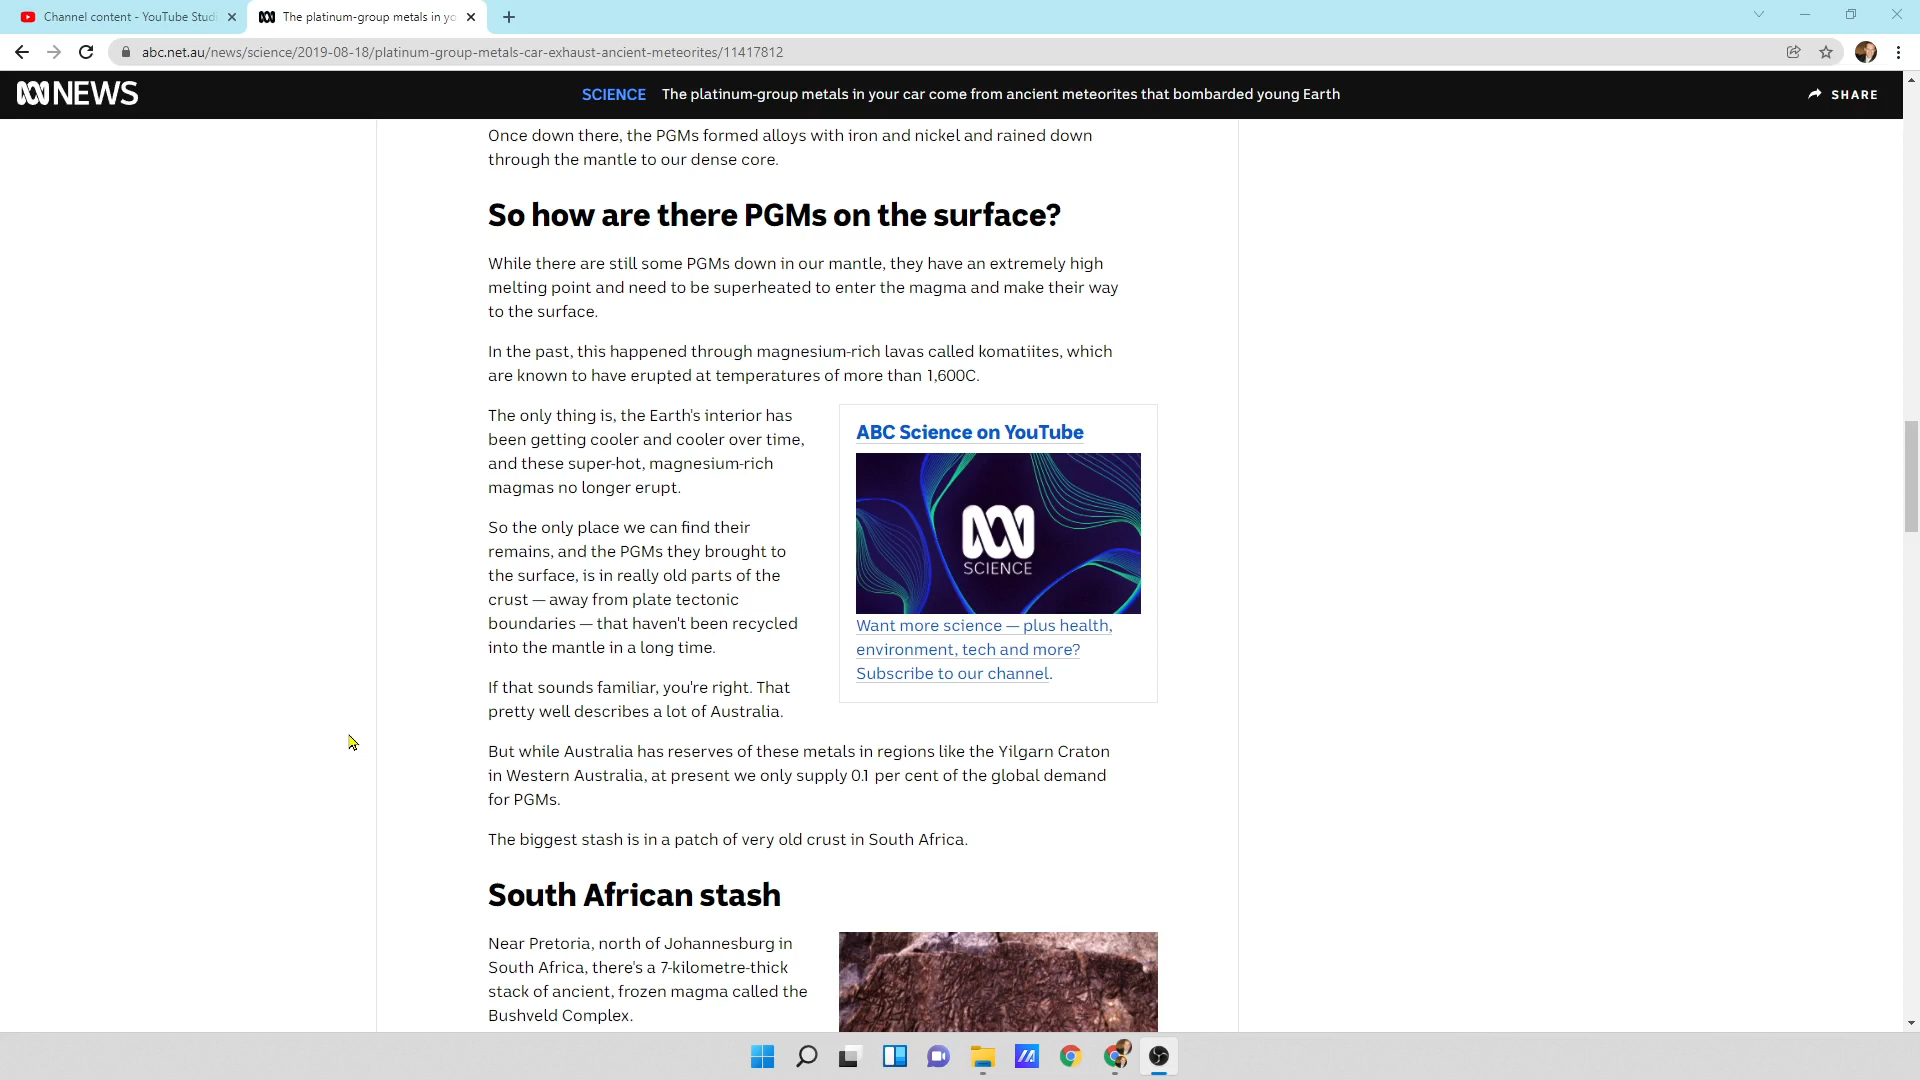 Channel content - YouTube Studi
The platinum-group metals in yo
abc.net.au/news/science/2019-08-18/platinum-group-metals-car-exhaust-ancient-meteorites/11417812
NEWS
SCIENCE The platinum-group metals in your car come from ancient meteorites that bombarded young Earth
SHARE
Once down there, the PGMs formed alloys with iron and nickel and rained down
through the mantle to our dense core.
So how are there PGMs on the surface?
While there are still some PGMs down in our mantle, they have an extremely high
melting point and need to be superheated to enter the magma and make their way
to the surface.
In the past, this happened through magnesium-rich lavas called komatiites, which
are known to have erupted at temperatures of more than 1,600C.
The only thing is, the Earth's interior has
been getting cooler and cooler over time,
and these super-hot, magnesium-rich
magmas no longer erupt.
So the only place we can find their
remains, and the PGMs they brought to
the surface, is in really old parts of the
crust — away from plate tectonic
boundaries — that haven't been recycled
into the mantle in a long time.
If that sounds familiar, you're right. That
pretty well describes a lot of Australia.
ABC Science on YouTube
SCIENCE
Want more science — plus health,
environment, tech and more?
Subscribe to our channel.
But while Australia has reserves of these metals in regions like the Yilgarn Craton
in Western Australia, at present we only supply 0.1 per cent of the global demand
for PGMs.
The biggest stash is in a patch of very old crust in South Africa.
South African stash
Near Pretoria, north of Johannesburg in
South Africa, there's a 7-kilometre-thick
stack of ancient, frozen magma called the
Bushveld Complex.